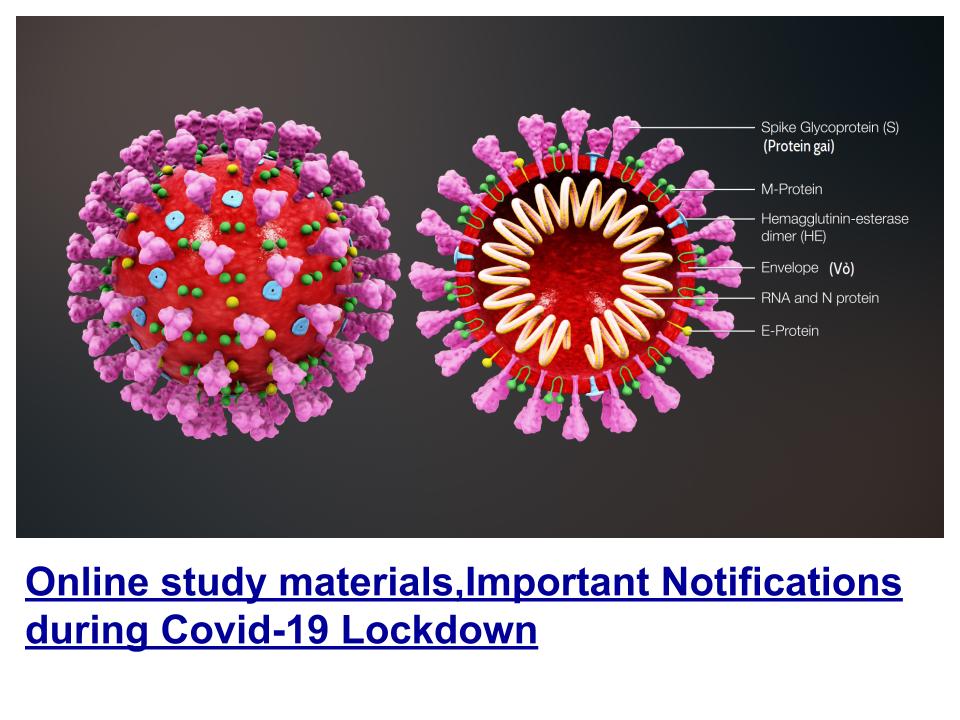 Spike Glycoprotein (S)
(Protein gai)
M-Protein
Hemagglutinin-esterase
dimer (HE)
Envelope (Vỏ)
RNA and N protein
E-Protein
Online study materials,Important Notifications
during Covid-19 Lockdown